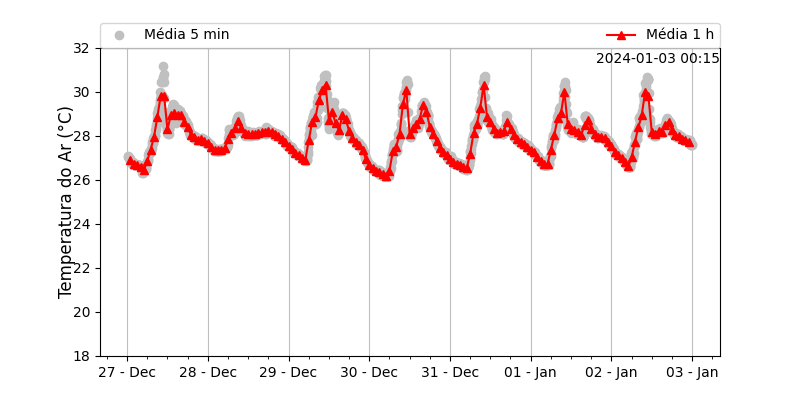 Média 5 min
Média 1 h
2024-01-03 00:15
Temperatura do Ar (°C)
32
30
28
26
24
22
20
18
27 - Dec
28 - Dec
29 - Dec
30 - Dec
31 - Dec
01 - Jan
02 - Jan
03 - Jan